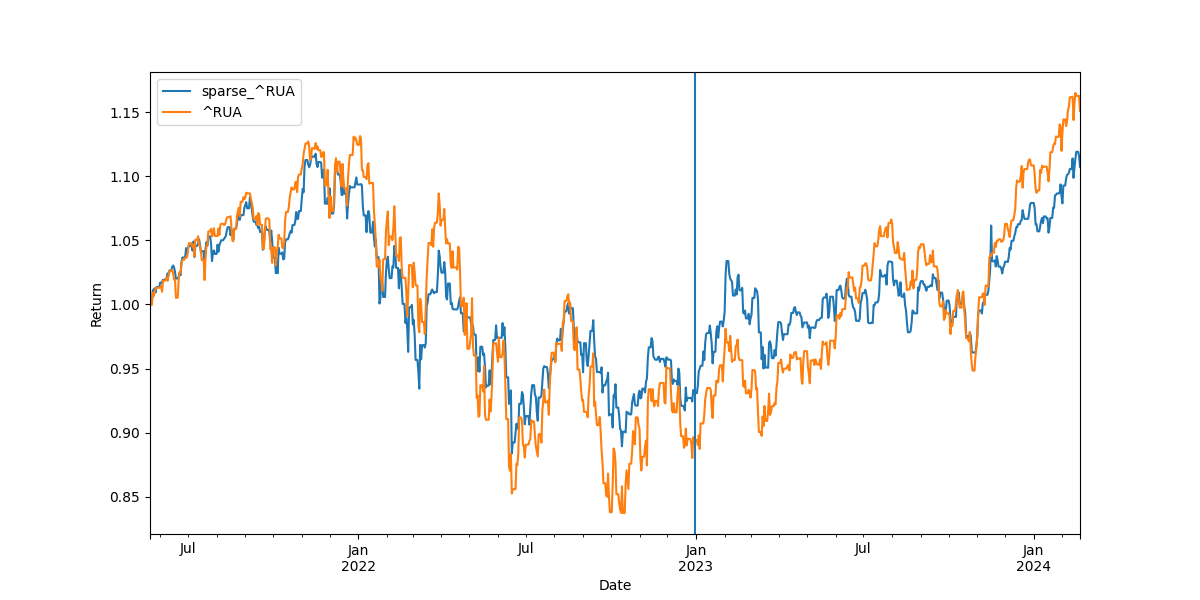 sparse_^RUA
^RUA
Return
1.15
1.10
1.05
1.00
0.95
0.90
0.85
Jul
Jan
2022
Jul
Jan
2023
Jul
Jan
2024
Date